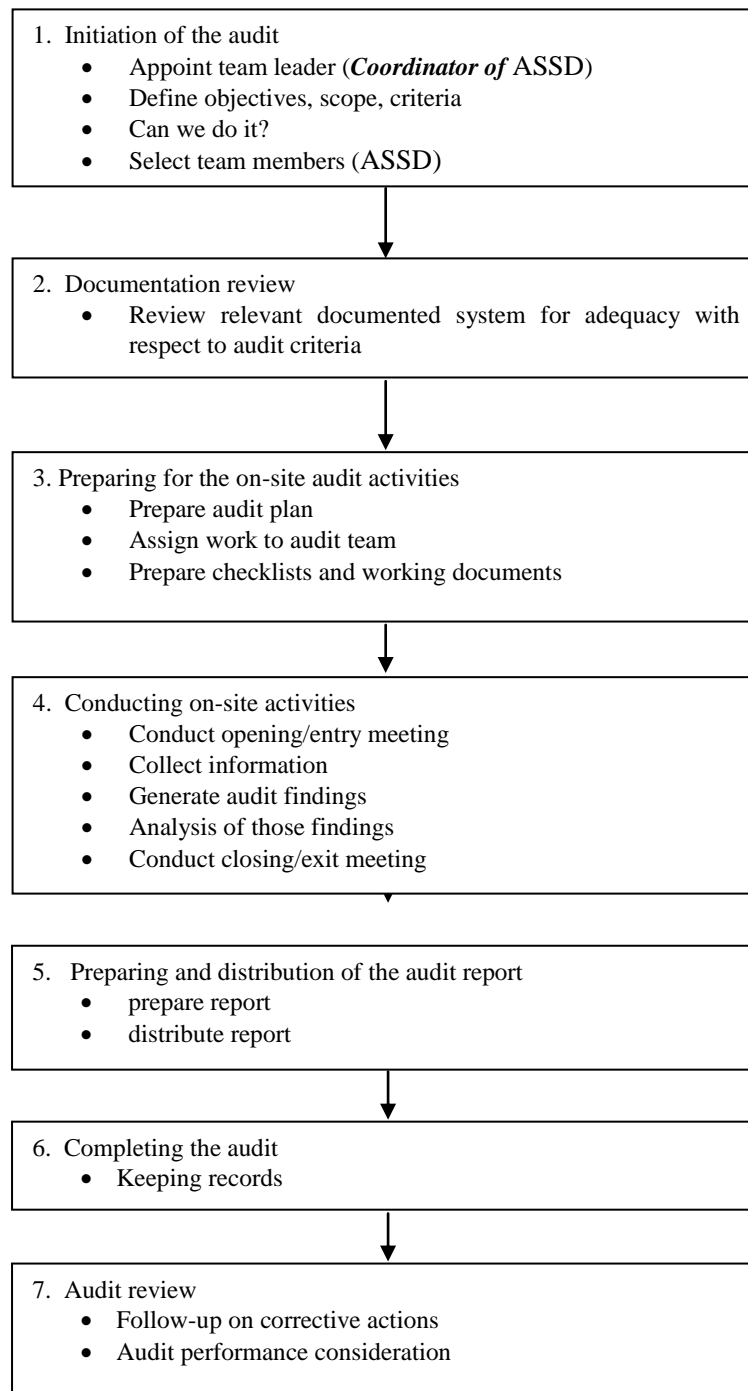 1. Initiation of the audit
• Appoint team leader (Coordinator of ASSD)
• Define objectives, scope, criteria
• Can we do it?
• Select team members (ASSD)
2. Documentation review
• Review relevant documented system for adequacy with
respect to audit criteria
3. Preparing for the on-site audit activities
• Prepare audit plan
• Assign work to audit team
• Prepare checklists and working documents
4. Conducting on-site activities
• Conduct opening/entry meeting
• Collect information
• Generate audit findings
• Analysis of those findings
• Conduct closing/exit meeting
5. Preparing and distribution of the audit report
• prepare report
• distribute report
6. Completing the audit
• Keeping records
7. Audit review
• Follow-up on corrective actions
• Audit performance consideration